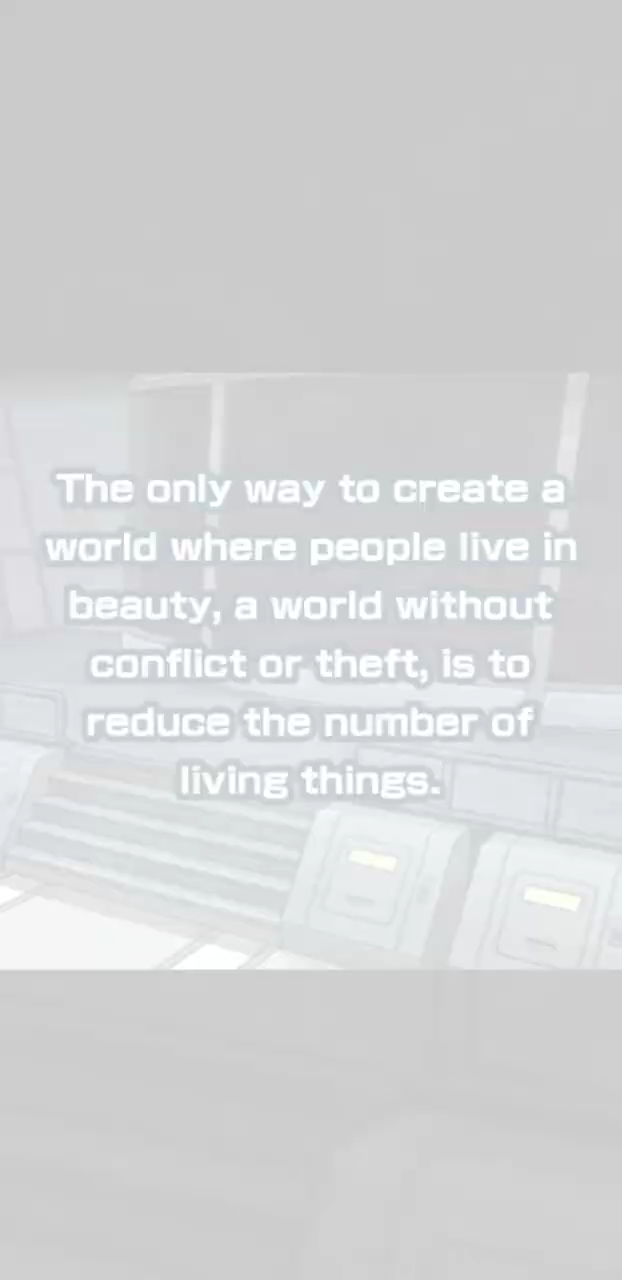 The only way to create a
world where people live in
beauty, a world without
conflict or theft, is to
reduce the number of
living things.